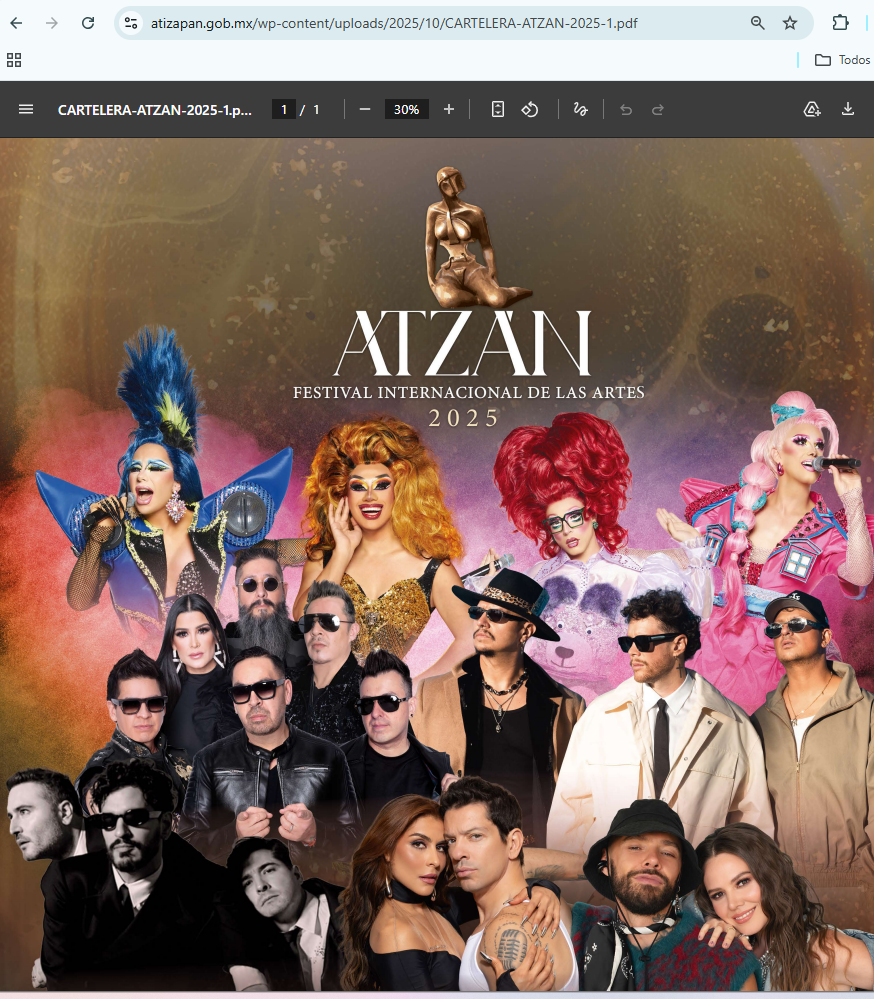 atizapan.gob.mx/wp-content/uploads/2025/10/CARTELERA-ATZAN-2025-1.pdf
Todos
CARTELERA-ATZAN-2025-1.p... 1 / 1 30%
ATZÁN
FESTIVAL INTERNACIONAL DE LAS ARTES
2025